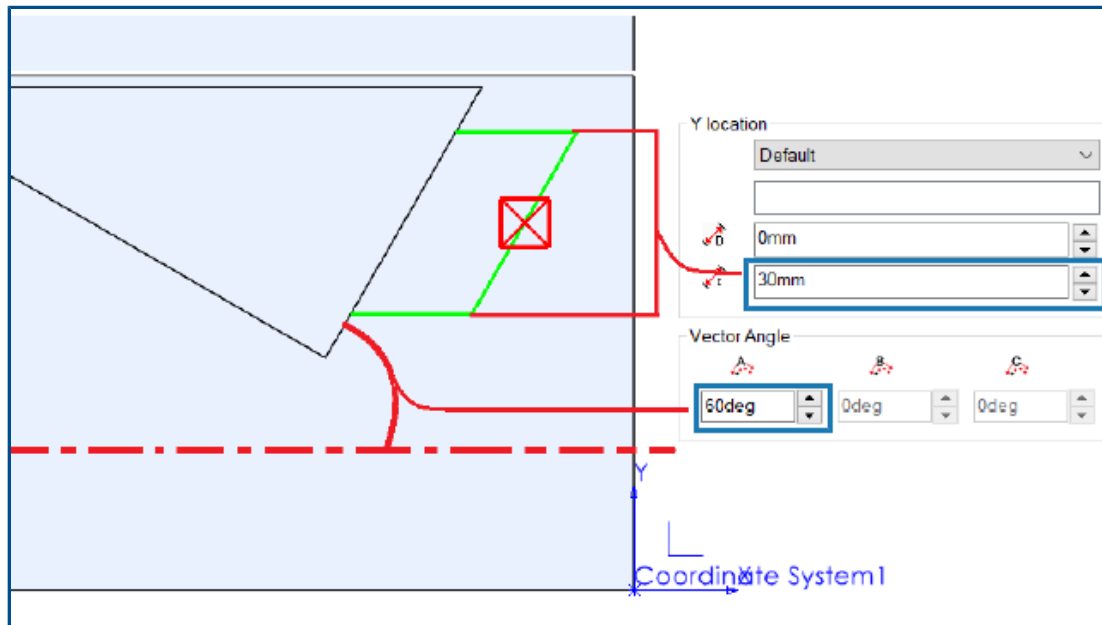 Y location
Default
D
0mm
30mm
Vector Angle
A B C
60deg 0deg 0deg
Y
X
Coordinate System1